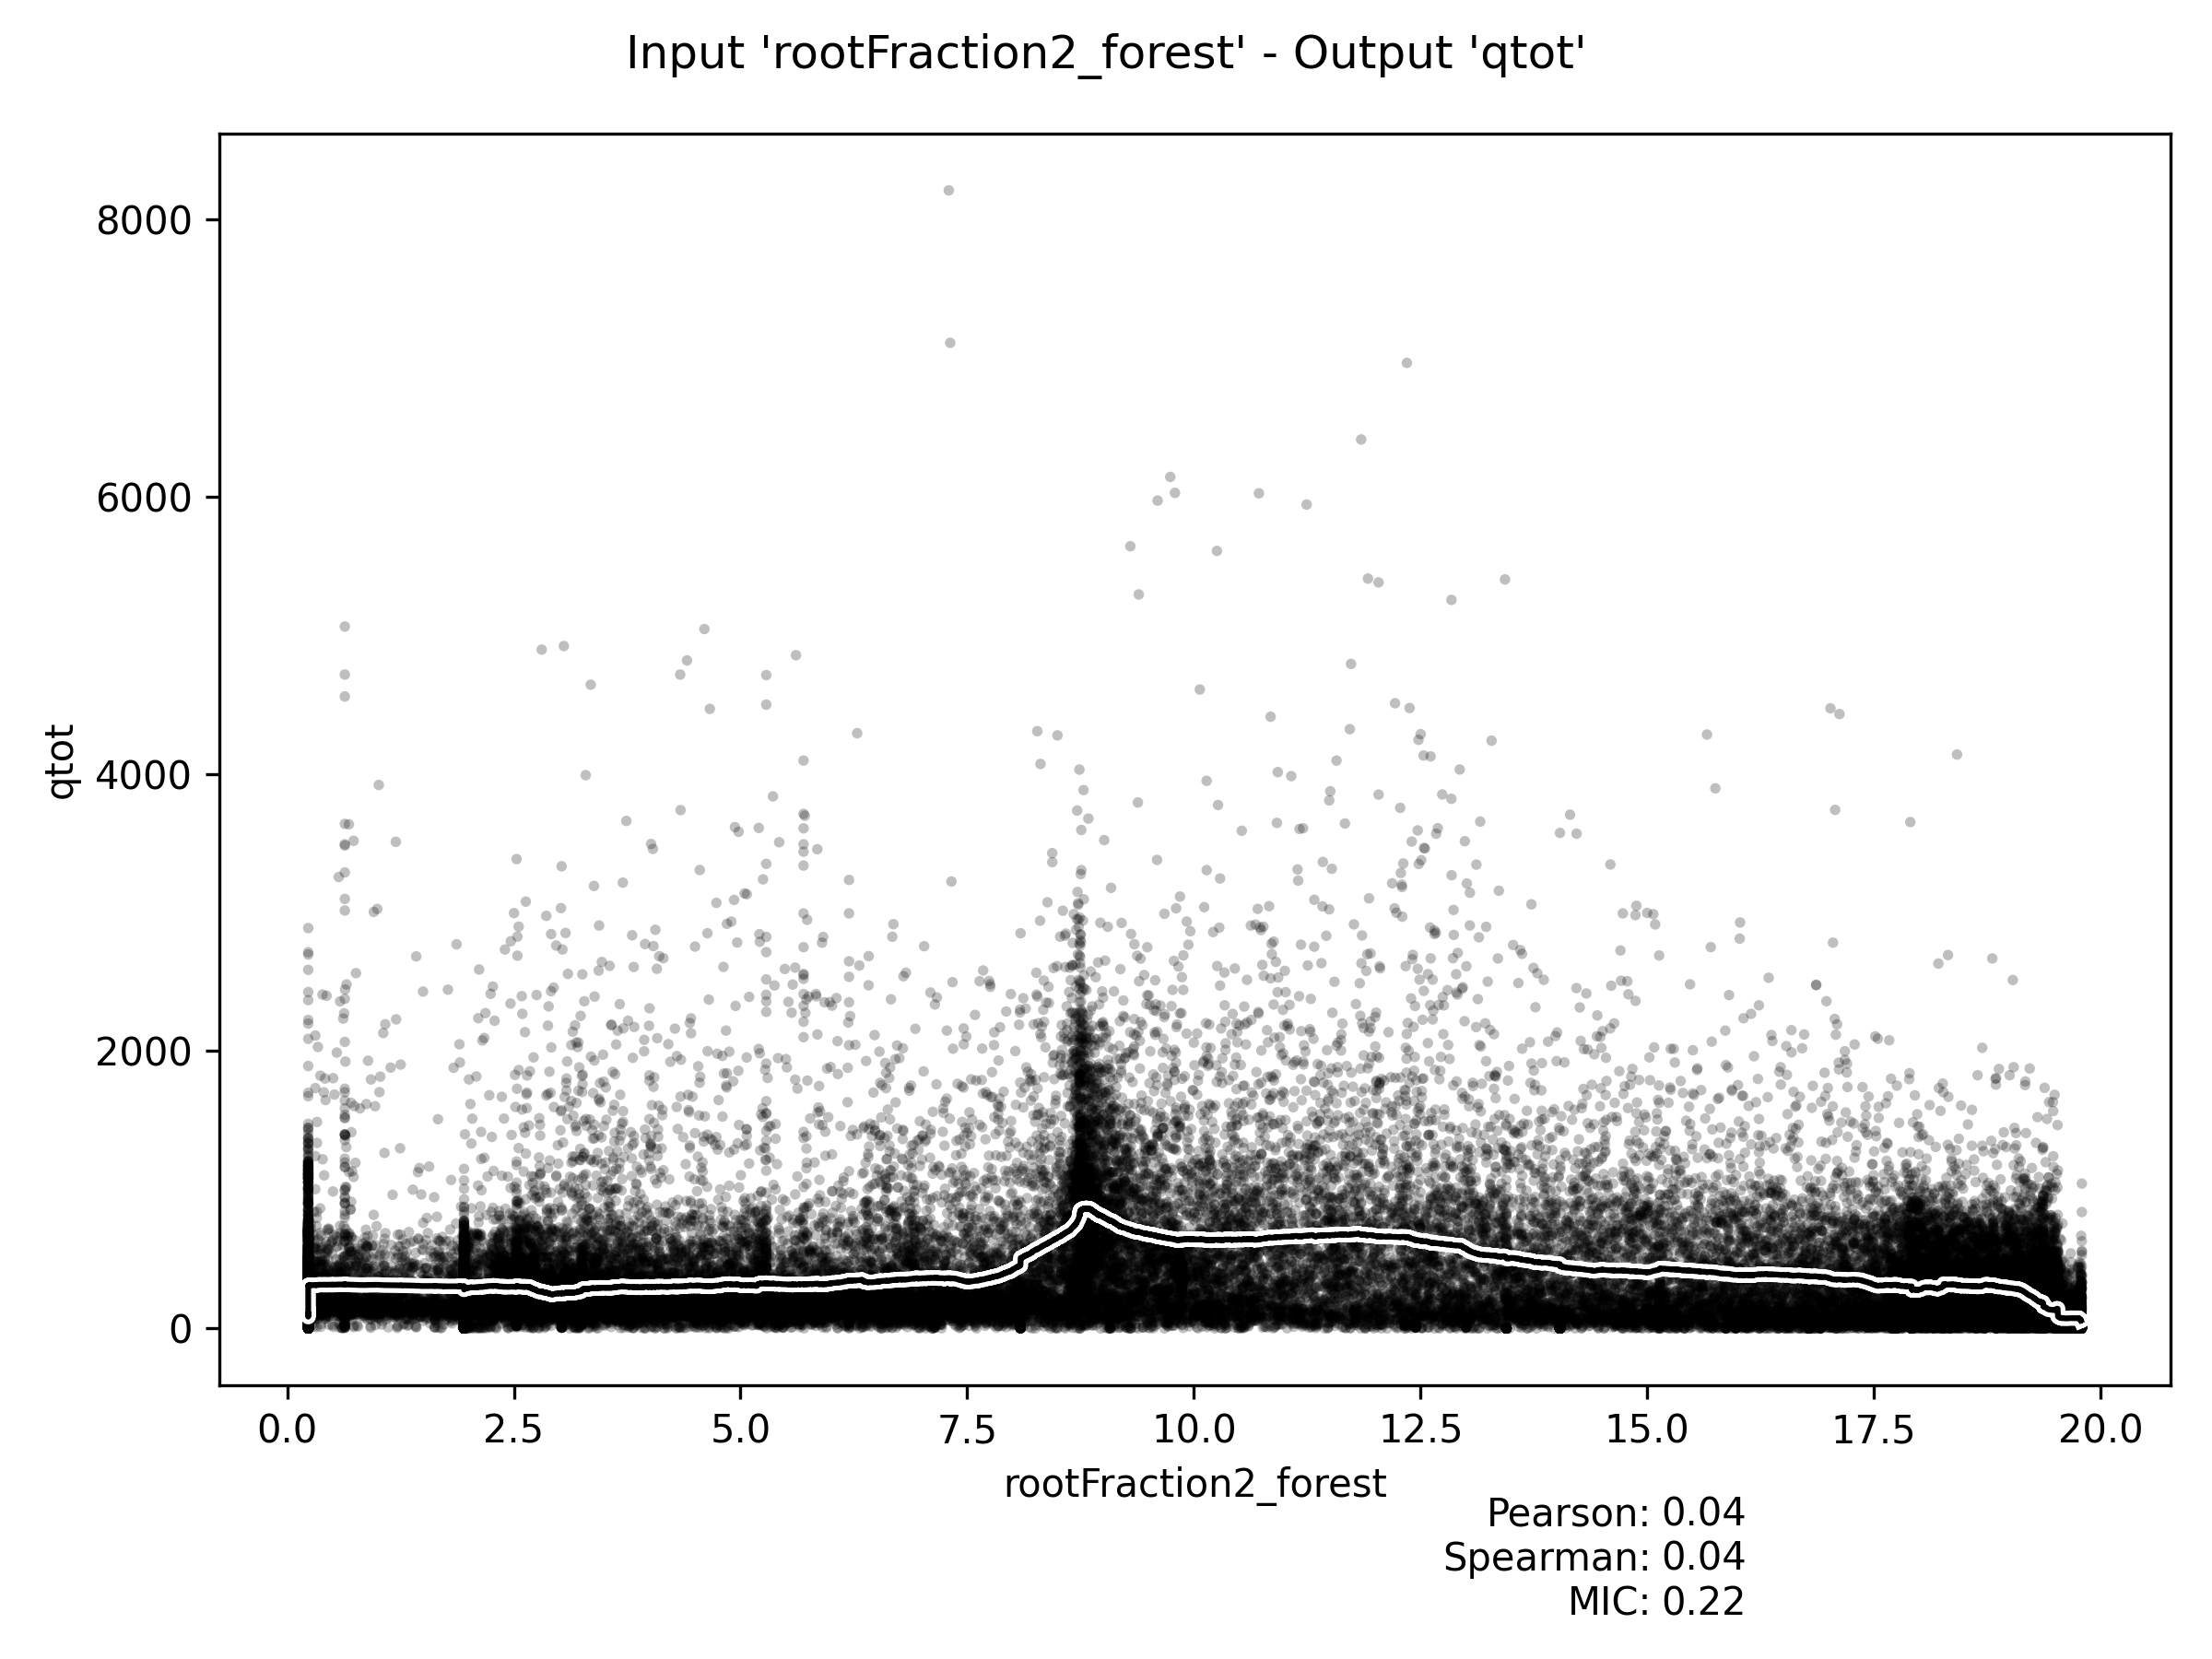 Input 'rootFraction2_forest' - Output 'qtot'
8000
6000
4000
2000
0
qtot
0.0 2.5 5.0 7.5 10.0 12.5 15.0 17.5 20.0
rootFraction2_forest
Pearson: 0.04
Spearman: 0.04
MIC: 0.22